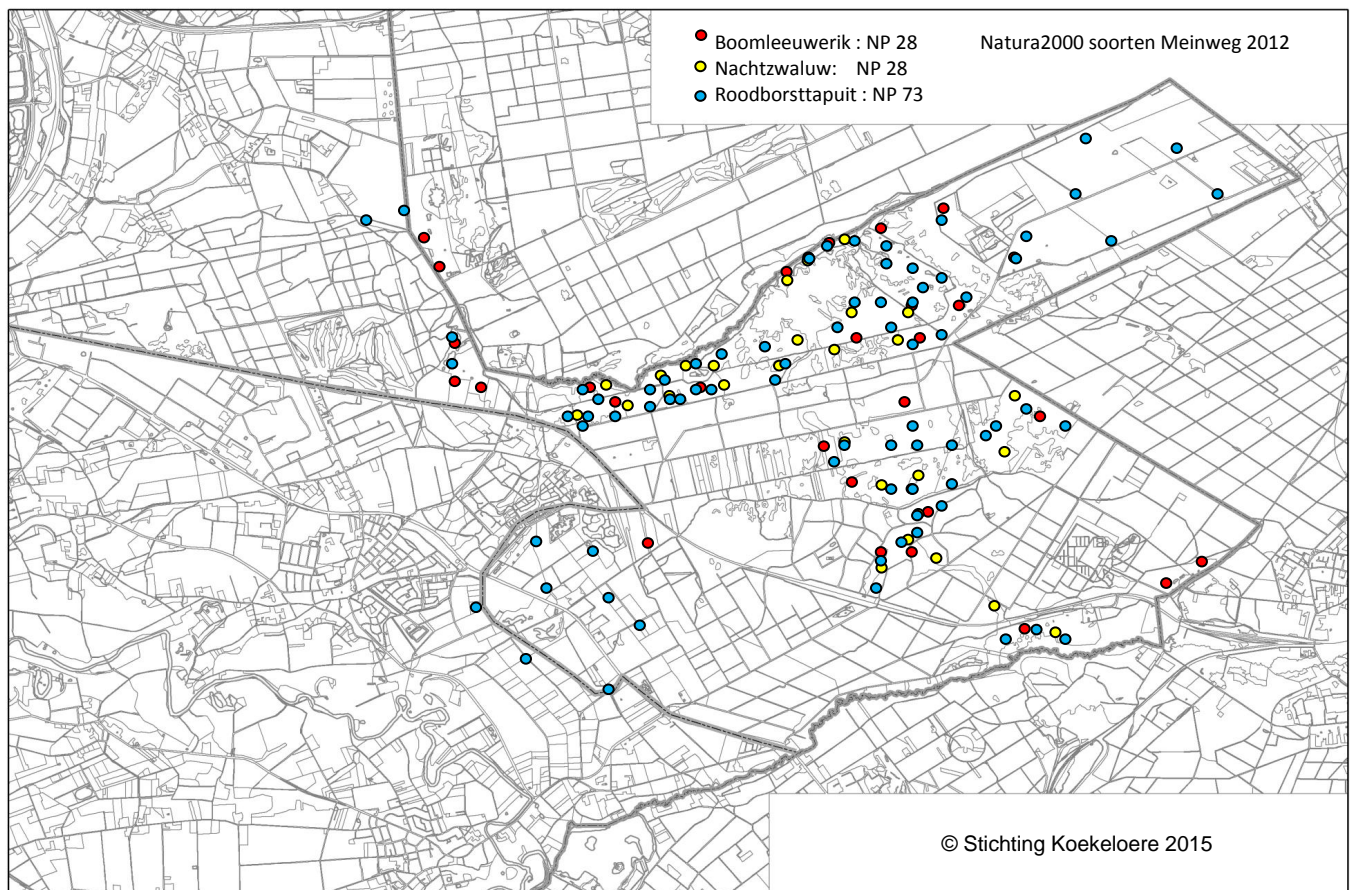 Boomleeuwerik : NP 28 Natura2000 soorten Meinweg 2012
Nachtzwaluw: NP 28
Roodborsttapuit : NP 73
© Stichting Koekeloere 2015